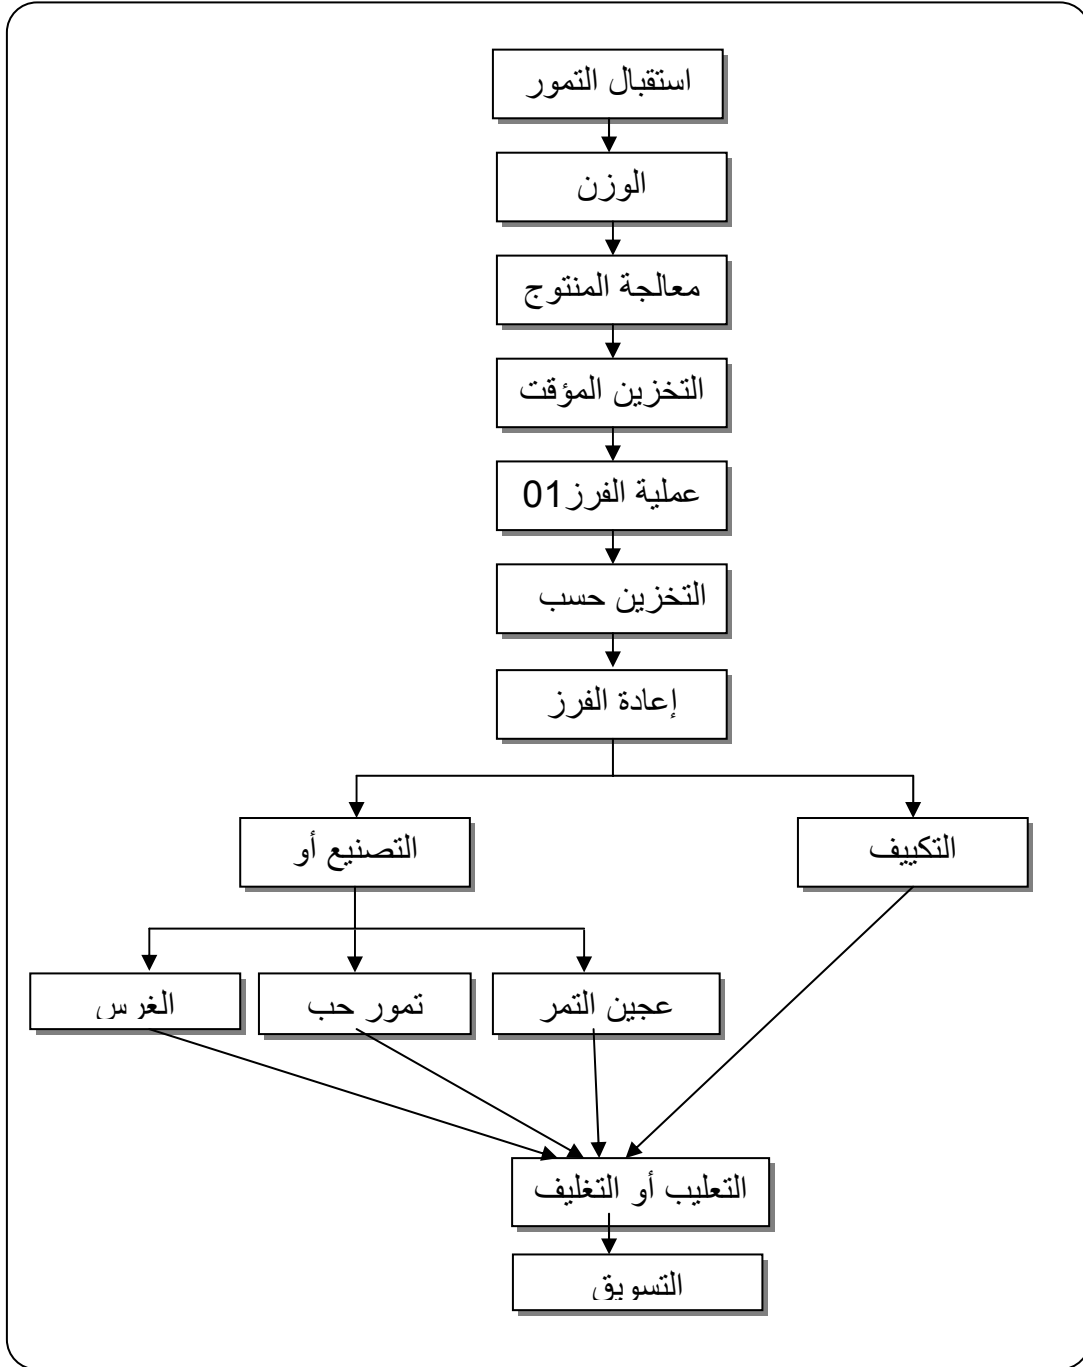 استقبال التمور
الوزن
معالجة المنتوج
التخزين المؤقت
عملية الفرز01
التخزين حسب
إعادة الفرز
التكييف
التصنيع أو
عجين التمر
تمور حب
الغرس
التعليب أو التغليف
التسويق